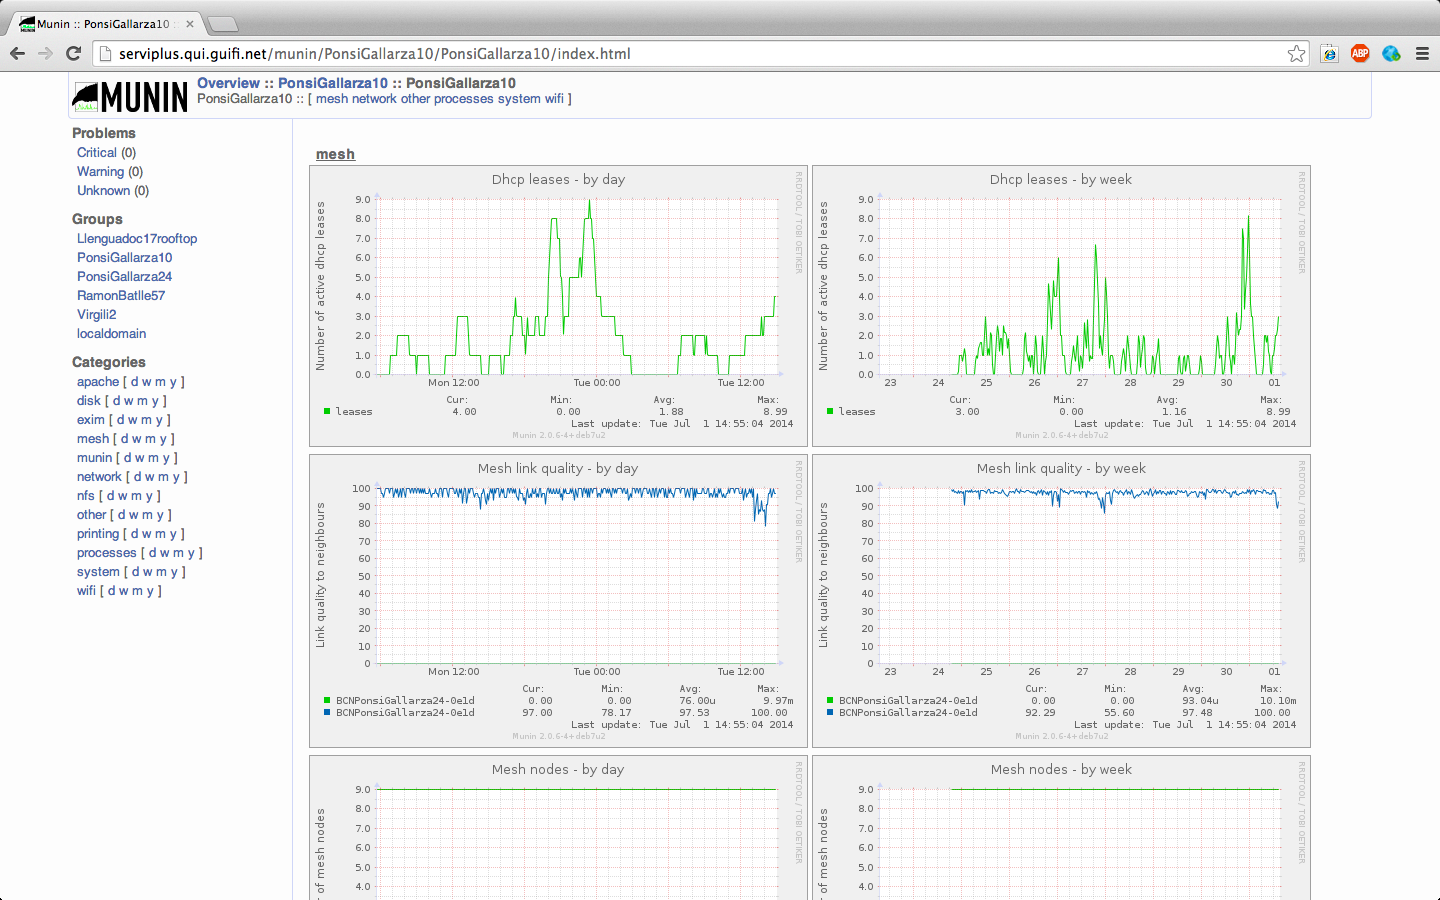 Munin :: PonsiGallarza10 :
serviplus.qui.guifi.net/munin/PonsiGallarza10/PonsiGallarza10/index.html
ABP
MUNIN
Overview :: PonsiGallarza10 :: PonsiGallarza10
PonsiGallarza10 :: [ mesh network other processes system wifi ]
Problems
Critical (0)
Warning (0)
Unknown (0)
Groups
Llenguadoc17rooftop
PonsiGallarza10
PonsiGallarza24
RamonBatlle57
Virgili2
localdomain
Categories
apache [ d w m y ]
disk [ d w m y ]
exim [ d w m y ]
mesh [ d w m y ]
munin [ d w m y ]
network [ d w m y ]
nfs [ d w m y ]
other [ d w m y ]
printing [ d w m y ]
processes [ d w m y ]
system [ d w m y ]
wifi [ d w m y ]
mesh
Dhcp leases - by day
RRDTOOL / TOBI OETIKER
Number of active dhcp leases
9.0
8.0
7.0
6.0
5.0
4.0
3.0
2.0
1.0
0.0
Mon 12:00 Tue 00:00 Tue 12:00
Cur: Min: Avg: Max:
leases 4.00 0.00 1.88 8.99
Last update: Tue Jul 1 14:55:04 2014
Munin 2.0.6-4+deb7u2
Dhcp leases - by week
RRDTOOL / TOBI OETIKER
Number of active dhcp leases
9.0
8.0
7.0
6.0
5.0
4.0
3.0
2.0
1.0
0.0
23 24 25 26 27 28 29 30 01
Cur: Min: Avg: Max:
leases 3.00 0.00 1.16 8.99
Last update: Tue Jul 1 14:55:04 2014
Munin 2.0.6-4+deb7u2
Mesh link quality - by day
RRDTOOL / TOBI OETIKER
Link quality to neighbours
100
90
80
70
60
50
40
30
20
10
0
Mon 12:00 Tue 00:00 Tue 12:00
Cur: Min: Avg: Max:
BCNPonsiGallarza24-0e1d 0.00 0.00 76.00u 9.97m
BCNPonsiGallarza24-0e1d 97.00 78.17 97.53 100.00
Last update: Tue Jul 1 14:55:04 2014
Munin 2.0.6-4+deb7u2
Mesh link quality - by week
RRDTOOL / TOBI OETIKER
Link quality to neighbours
100
90
80
70
60
50
40
30
20
10
0
23 24 25 26 27 28 29 30 01
Cur: Min: Avg: Max:
BCNPonsiGallarza24-0e1d 0.00 0.00 93.04u 10.10m
BCNPonsiGallarza24-0e1d 92.29 55.60 97.48 100.00
Last update: Tue Jul 1 14:55:04 2014
Munin 2.0.6-4+deb7u2
Mesh nodes - by day
RRDTOOL / TOBI OETIKER
of mesh nodes
9.0
8.0
7.0
6.0
5.0
4.0
Mesh nodes - by week
RRDTOOL / TOBI OETIKER
of mesh nodes
9.0
8.0
7.0
6.0
5.0
4.0